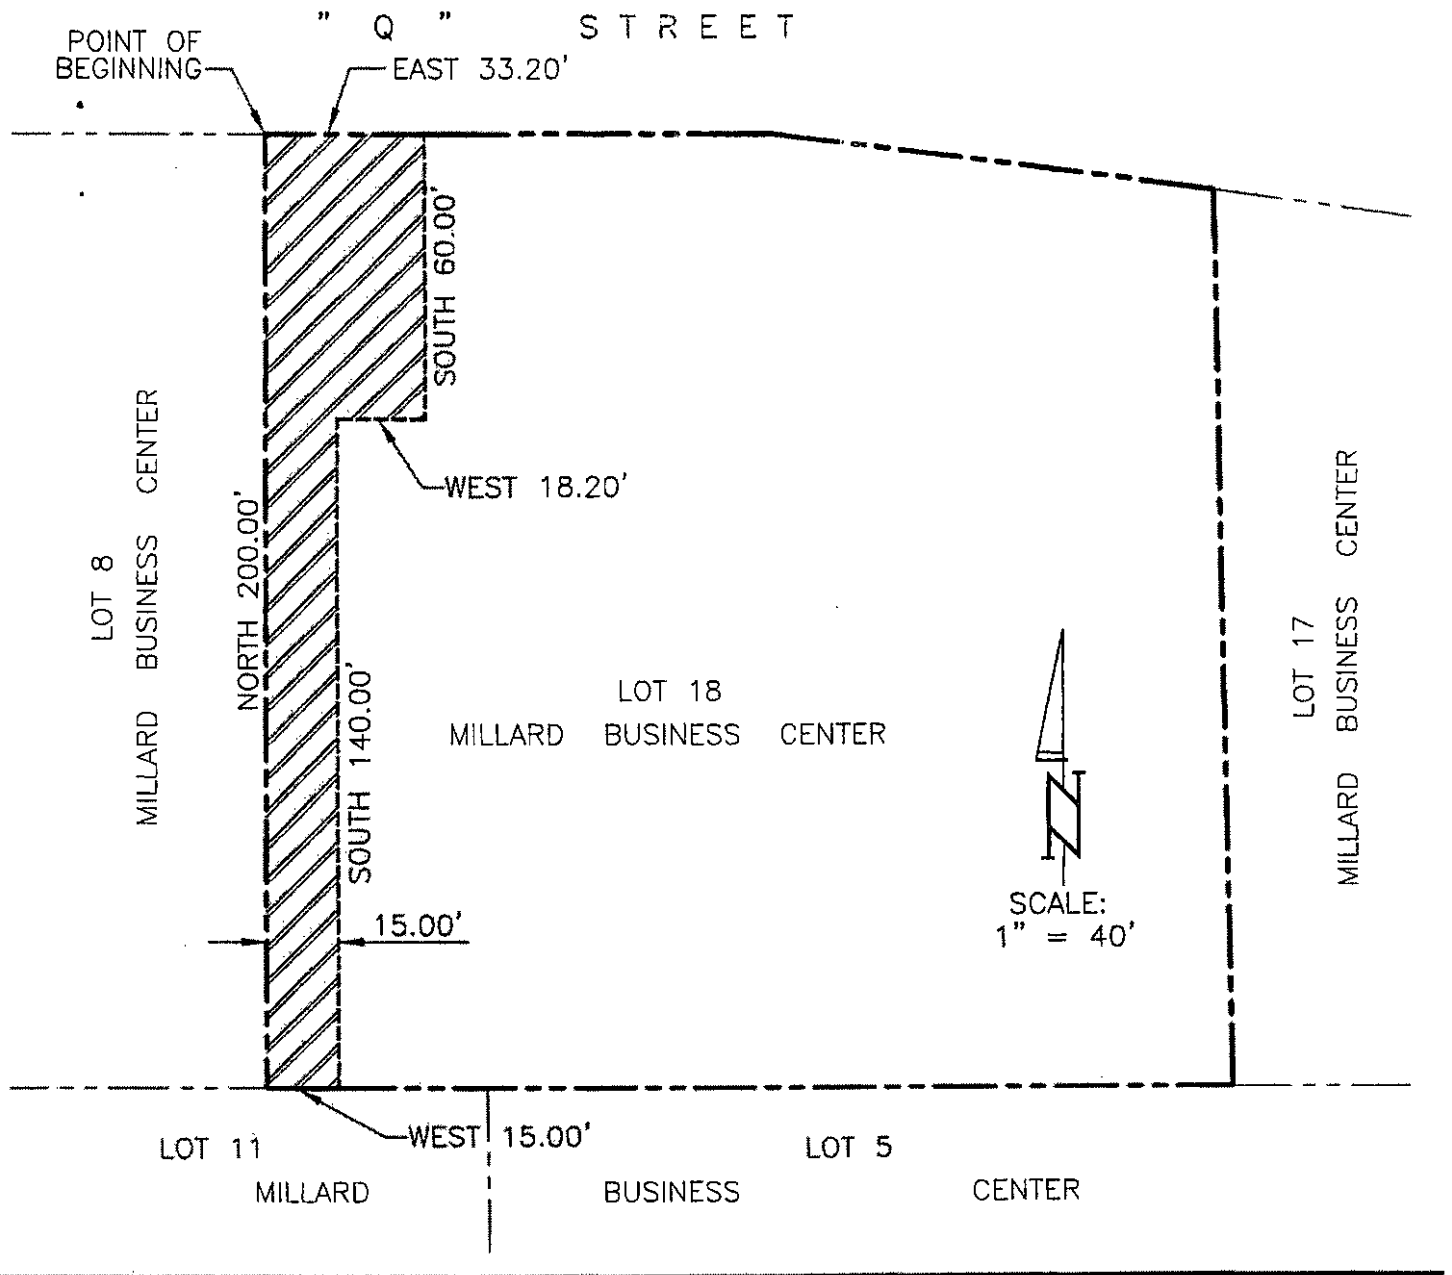 " Q " STREET
POINT OF
BEGINNING
EAST 33.20'
SOUTH 60.00'
WEST 18.20'
LOT 8
MILLARD BUSINESS CENTER
NORTH 200.00'
SOUTH 140.00'
LOT 18
MILLARD BUSINESS CENTER
LOT 17
MILLARD BUSINESS CENTER
N
SCALE:
1" = 40'
15.00'
WEST 15.00'
LOT 11
LOT 5
MILLARD BUSINESS CENTER